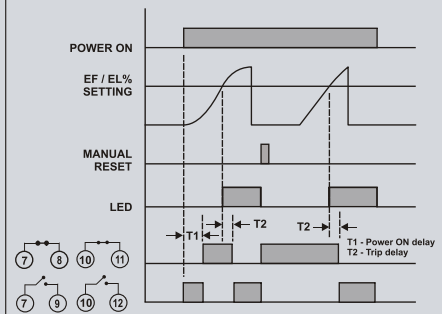 POWER ON
EF / EL%
SETTING
MANUAL
RESET
LED
T1
T2
T2
T1 - Power ON delay
T2 - Trip delay
7 8 10 11
7 9 10 12